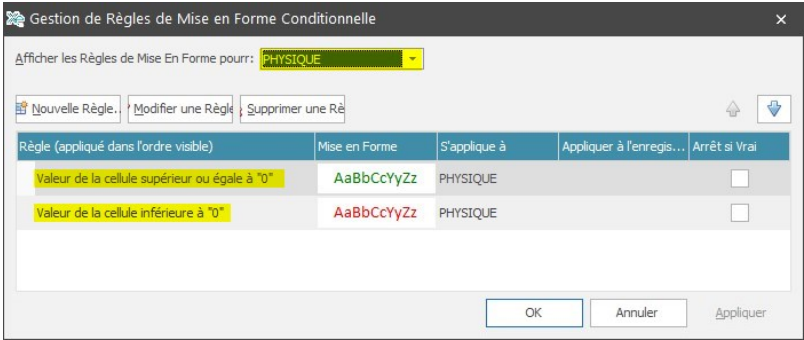 Gestion de Règles de Mise en Forme Conditionnelle
Afficher les Règles de Mise En Forme pourr: PHYSIQUE
Nouvelle Règle... Modifier une Règle Supprimer une Rè
Règle (appliqué dans l'ordre visible) Mise en Forme S'applique à Appliquer à l'enregis... Arrêt si Vrai
Valeur de la cellule supérieur ou égale à "0" AaBbCcYyZz PHYSIQUE
Valeur de la cellule inférieure à "0" AaBbCcYyZz PHYSIQUE
OK Annuler Appliquer